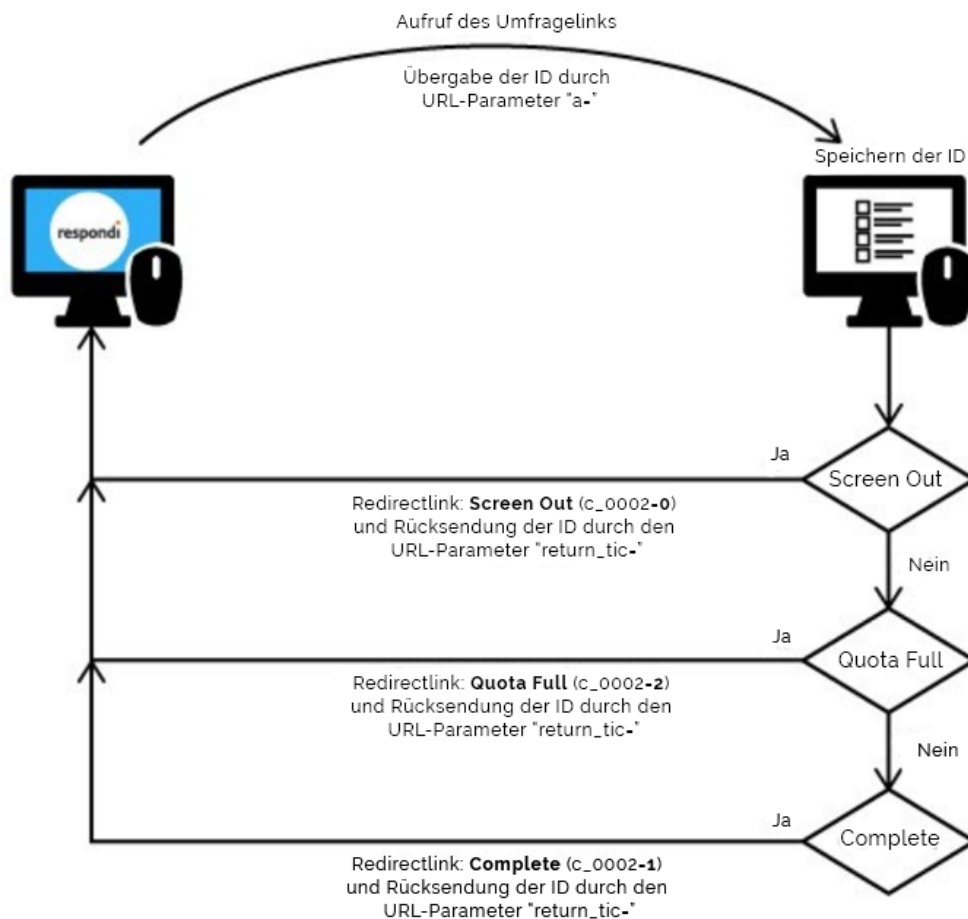 Aufruf des Umfragelinks
Übergabe der ID durch
URL-Parameter "a-"
Speichern der ID
respondi
Ja
Screen Out
Redirectlink: Screen Out (c_0002-0)
und Rücksendung der ID durch den
URL-Parameter "return_tic-"
Nein
Ja
Quota Full
Redirectlink: Quota Full (c_0002-2)
und Rücksendung der ID durch den
URL-Parameter "return_tic-"
Nein
Ja
Complete
Redirectlink: Complete (c_0002-1)
und Rücksendung der ID durch den
URL-Parameter "return_tic-"